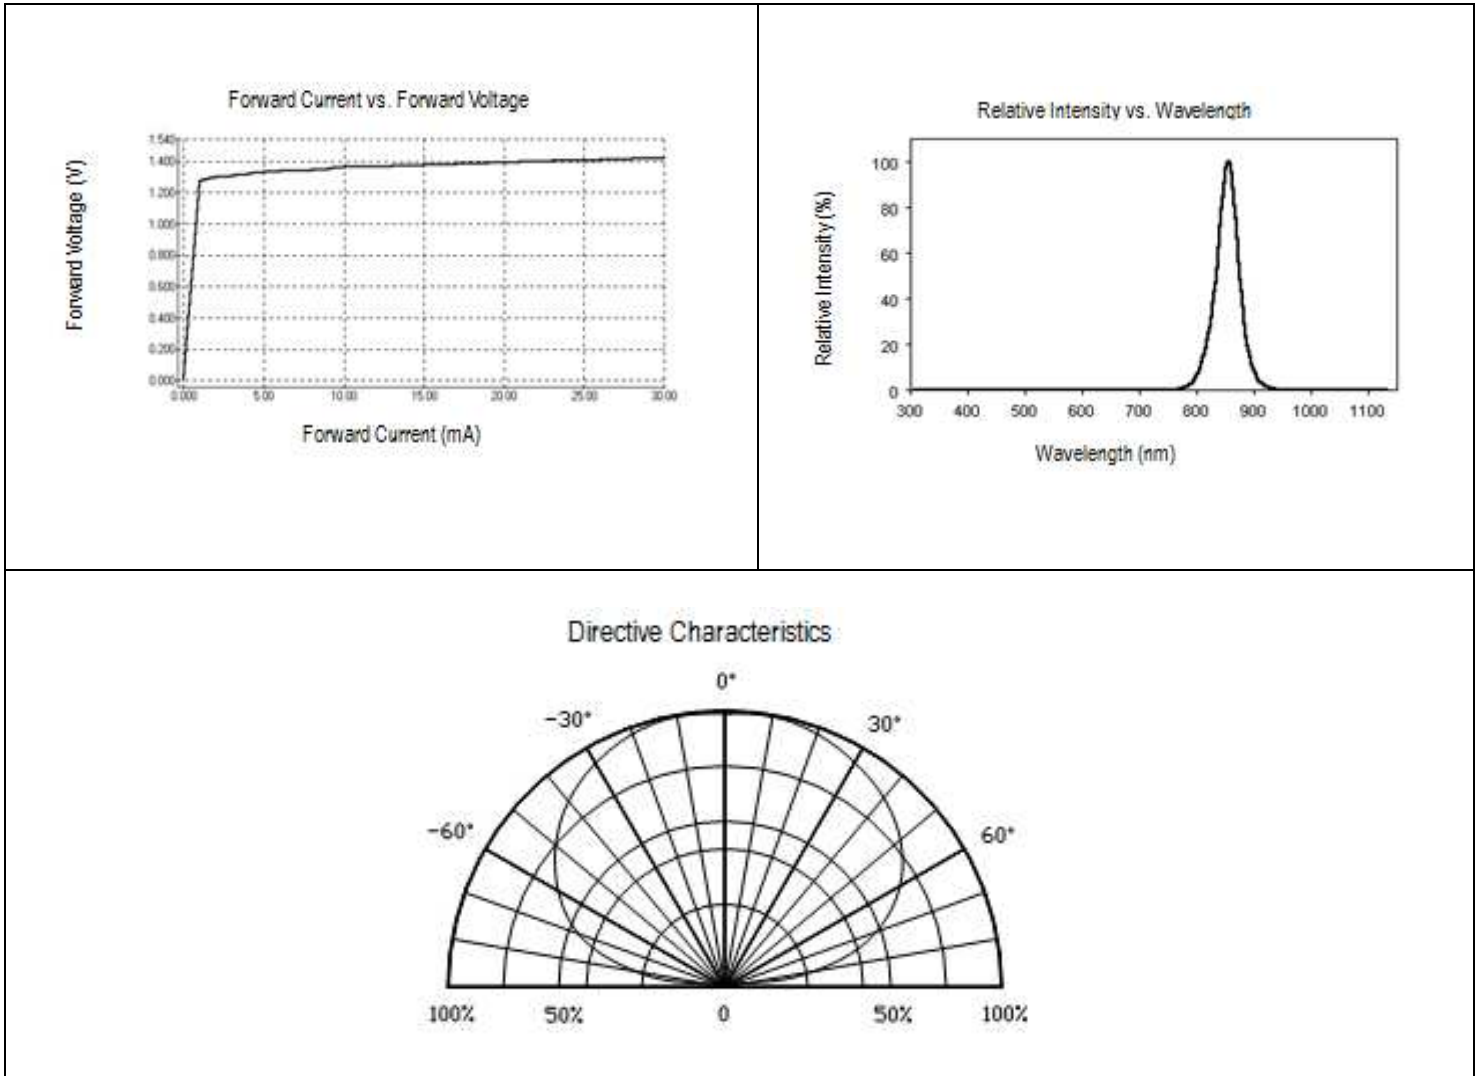 Forward Current vs. Forward Voltage
Forward Voltage (V)
1.540
1.400
1.200
1.000
0.800
0.600
0.400
0.200
0.000
0.000 5.00 10.00 15.00 20.00 25.00 30.00
Forward Current (mA)
Relative Intensity vs. Wavelength
Relative Intensity (%)
100
80
60
40
20
0
300 400 500 600 700 800 900 1000 1100
Wavelength (nm)
Directive Characteristics
0°
-30° 30°
-60° 60°
100% 50% 0 50% 100%